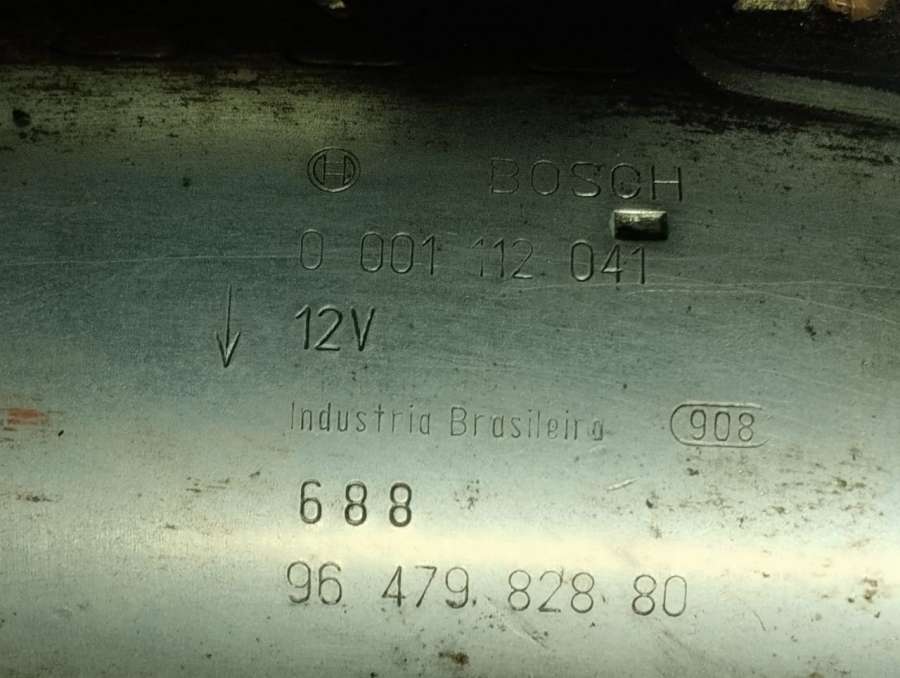 BOSCH
0 001 112 041
12V
Industria Brasileira 908
688
96 479 828 80